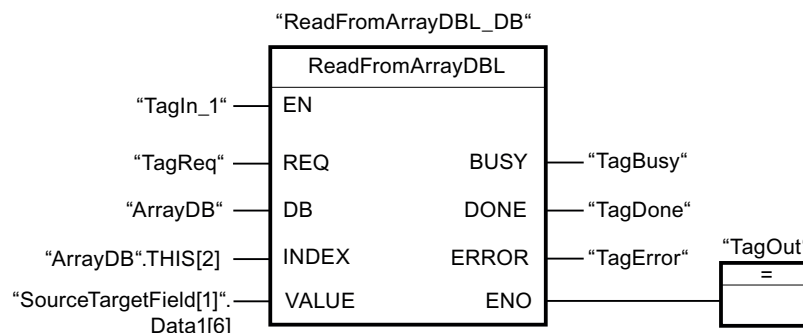 “ReadFromArrayDBL_DB“
ReadFromArrayDBL
“TagIn_1“ EN
“TagReq“ REQ BUSY “TagBusy“
“ArrayDB“ DB DONE “TagDone“
“ArrayDB“.THIS[2] INDEX ERROR “TagError“
“TagOut“
=
“SourceTargetField[1]“. VALUE ENO
Data1[6]